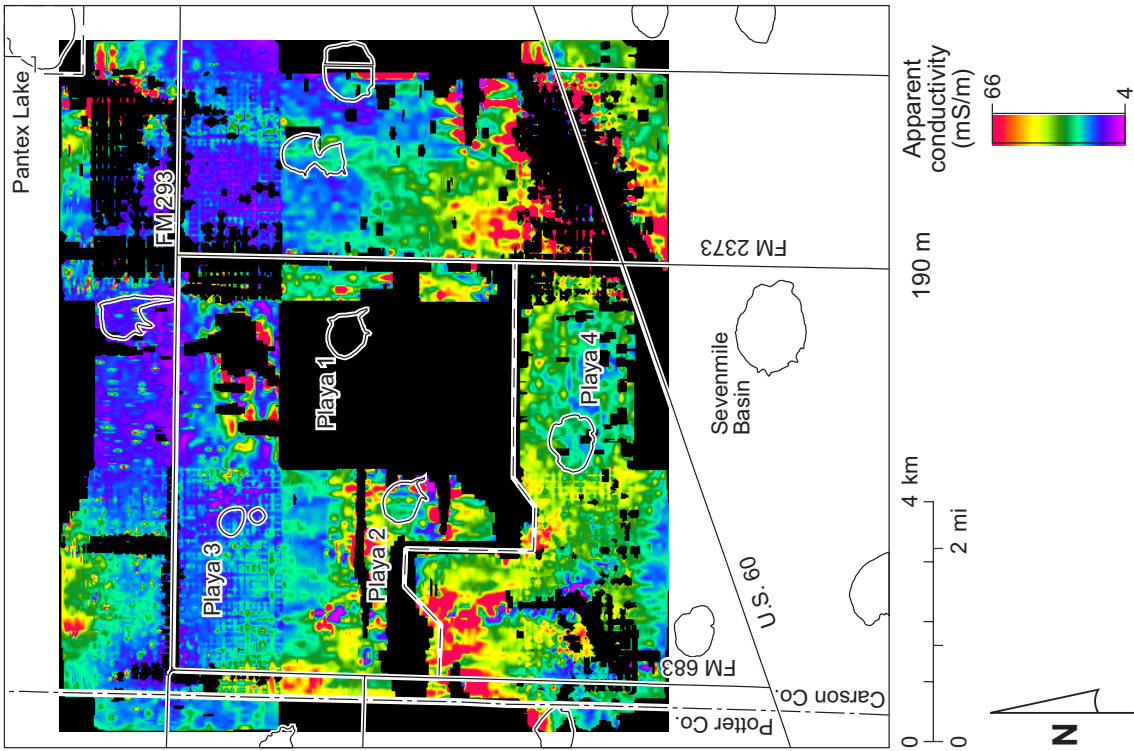 Pantex Lake
FM 293
Playa 1
Playa 3
Playa 2
Playa 4
FM 2373
Sevenmile
Basin
U.S. 60
FM 683
Carson Co.
Potter Co.
Apparent
conductivity
(mS/m)
66
4
190 m
0
4 km
0
2 mi
N